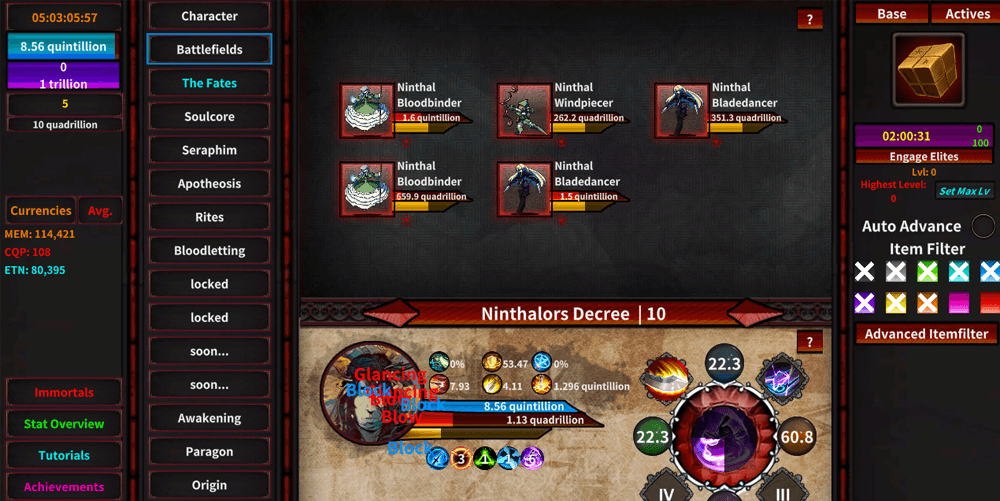 05:03:05:57
8.56 quintillion
0
1 trillion
5
10 quadrillion
Currencies
Avg.
MEM: 114,421
CQP: 108
ETN: 80,395
Immortals
Stat Overview
Tutorials
Achievements
Character
Battlefields
The Fates
Soulcore
Seraphim
Apotheosis
Rites
Bloodletting
locked
locked
soon...
soon...
Awakening
Paragon
Origin
?
Ninthal
Bloodbinder
1.6 quintillion
Ninthal
Windpiecer
262.2 quadrillion
Ninthal
Bladedancer
351.3 quadrillion
Ninthal
Bloodbinder
659.9 quadrillion
Ninthal
Bladedancer
1.5 quintillion
Ninthalors Decree | 10
?
0%
53.47
0%
7.93
4.11
1.296 quintillion
Glancing
Block
Block
Blow
Block
8.56 quintillion
1.13 quadrillion
3
1
22.3
22.3
60.8
IV
III
Base
Actives
02:00:31
0
100
Engage Elites
Lvl: 0
Highest Level:
0
Set Max Lv
Auto Advance
Item Filter
Advanced Itemfilter